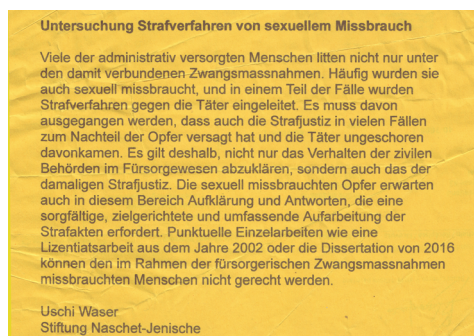 Untersuchung Strafverfahren von sexuellem Missbrauch
Viele der administrativ versorgten Menschen litten nicht nur unter
den damit verbundenen Zwangsmassnahmen. Häufig wurden sie
auch sexuell missbraucht, und in einem Teil der Fälle wurden
Strafverfahren gegen die Täter eingeleitet. Es muss davon
ausgegangen werden, dass auch die Strafjustiz in vielen Fällen
zum Nachteil der Opfer versagt hat und die Täter ungeschoren
davonkamen. Es gilt deshalb, nicht nur das Verhalten der zivilen
Behörden im Fürsorgewesen abzuklären, sondern auch das der
damaligen Strafjustiz. Die sexuell missbrauchten Opfer erwarten
auch in diesem Bereich Aufklärung und Antworten, die eine
sorgfältige, zielgerichtete und umfassende Aufarbeitung der
Strafakten erfordert. Punktuelle Einzelarbeiten wie eine
Lizentiatsarbeit aus dem Jahre 2002 oder die Dissertation von 2016
können den im Rahmen der fürsorgerischen Zwangsmassnahmen
missbrauchten Menschen nicht gerecht werden.
Uschi Waser
Stiftung Naschet-Jenische